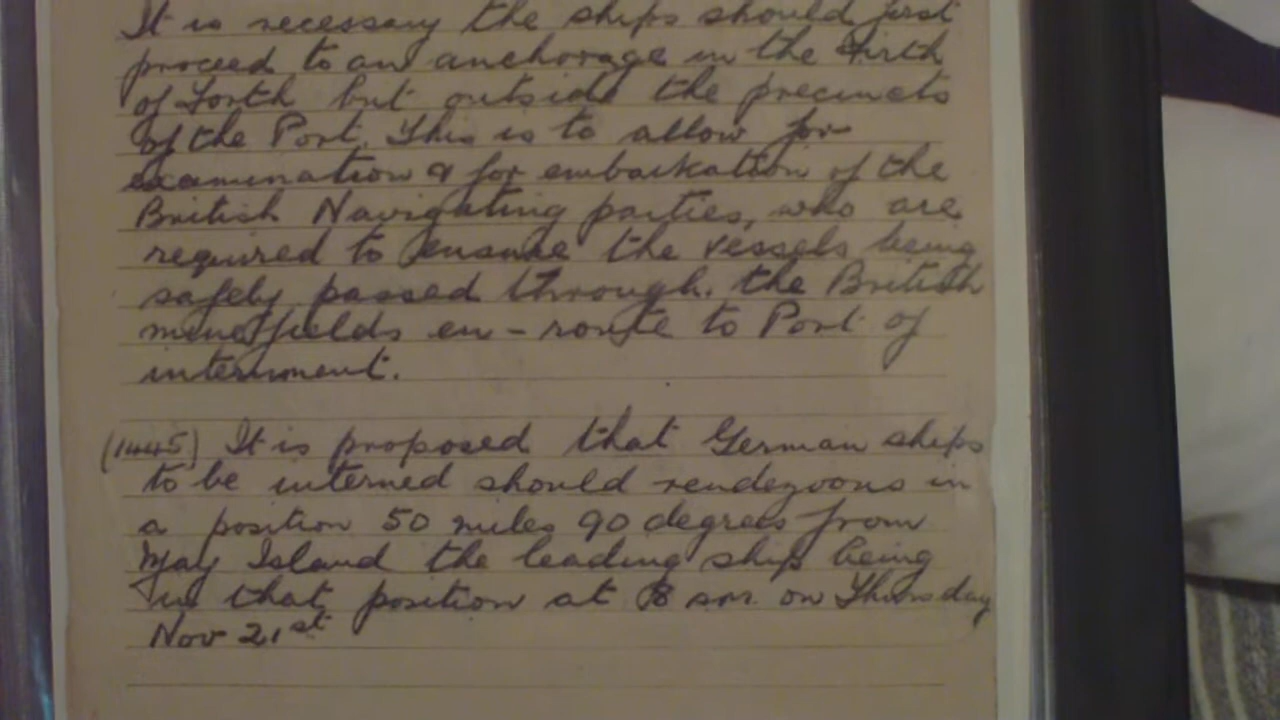 It is necessary the ships should first
proceed to an anchorage in the Firth
of Forth but outside the precincts
of the Port. This is to allow for
examination & for embarkation of the
British Navigating parties, who are
required to ensure the vessels being
safely passed through. the British
minefields en-route to Port of
internment.
(1445) It is proposed that German ships
to be interned should rendezvous in
a position 50 miles 90 degrees from
May Island the leading ship being
in that position at 8 am. on Thursday
Nov 21st